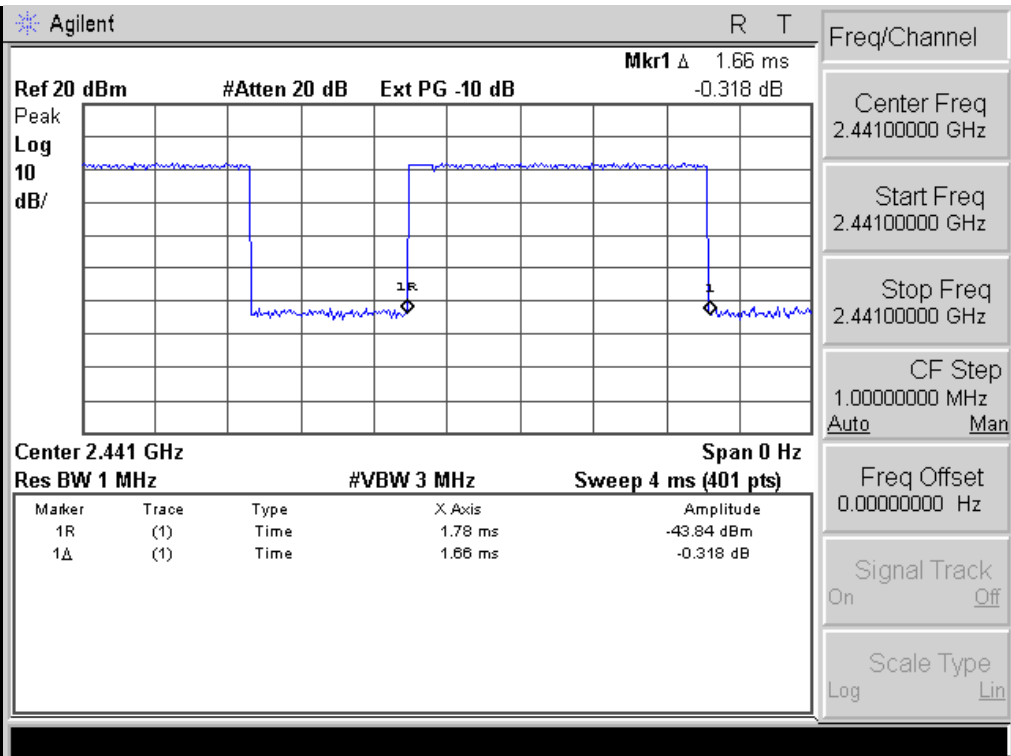 Agilent R T
Mkr1 Δ 1.66 ms
Ref 20 dBm #Atten 20 dB Ext PG -10 dB -0.318 dB
Peak
Log
10
dB/
1R
1
Center 2.441 GHz Span 0 Hz
Res BW 1 MHz #VBW 3 MHz Sweep 4 ms (401 pts)
Marker Trace Type X Axis Amplitude
1R (1) Time 1.78 ms -43.84 dBm
1Δ (1) Time 1.66 ms -0.318 dB
Freq/Channel
Center Freq
2.44100000 GHz
Start Freq
2.44100000 GHz
Stop Freq
2.44100000 GHz
CF Step
1.00000000 MHz
Auto Man
Freq Offset
0.00000000 Hz
Signal Track
On Off
Scale Type
Log Lin